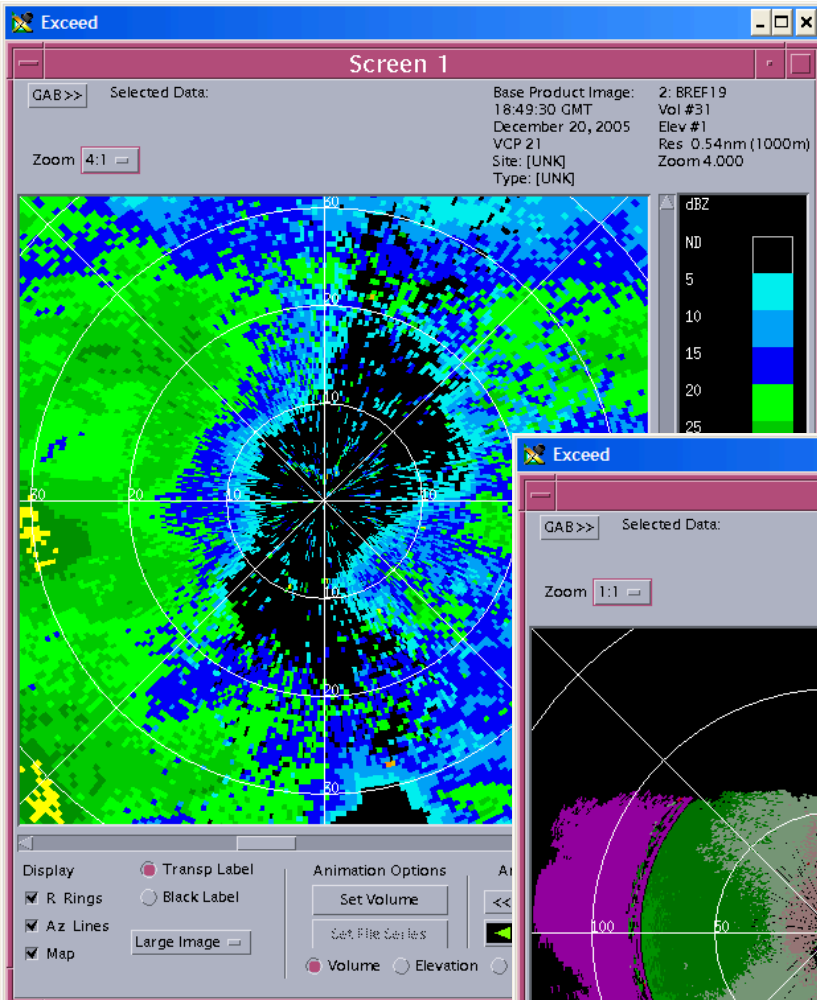 Exceed
Screen 1
GAB>> Selected Data:
Base Product Image:
18:49:30 GMT
December 20, 2005
VCP 21
Site: [UNK]
Type: [UNK]
2: BREF19
Vol #31
Elev #1
Res 0.54nm (1000m)
Zoom 4.000
Zoom 4:1
dBZ
ND
5
10
15
20
25
30
20
10
30 20 10 10
10
20
30
Display
R Rings
Az Lines
Map
Transp Label
Black Label
Large Image
Animation Options
Set Volume
Set File Series
Volume Elevation
An
<<
Exceed
GAB>> Selected Data:
Zoom 1:1
100 50